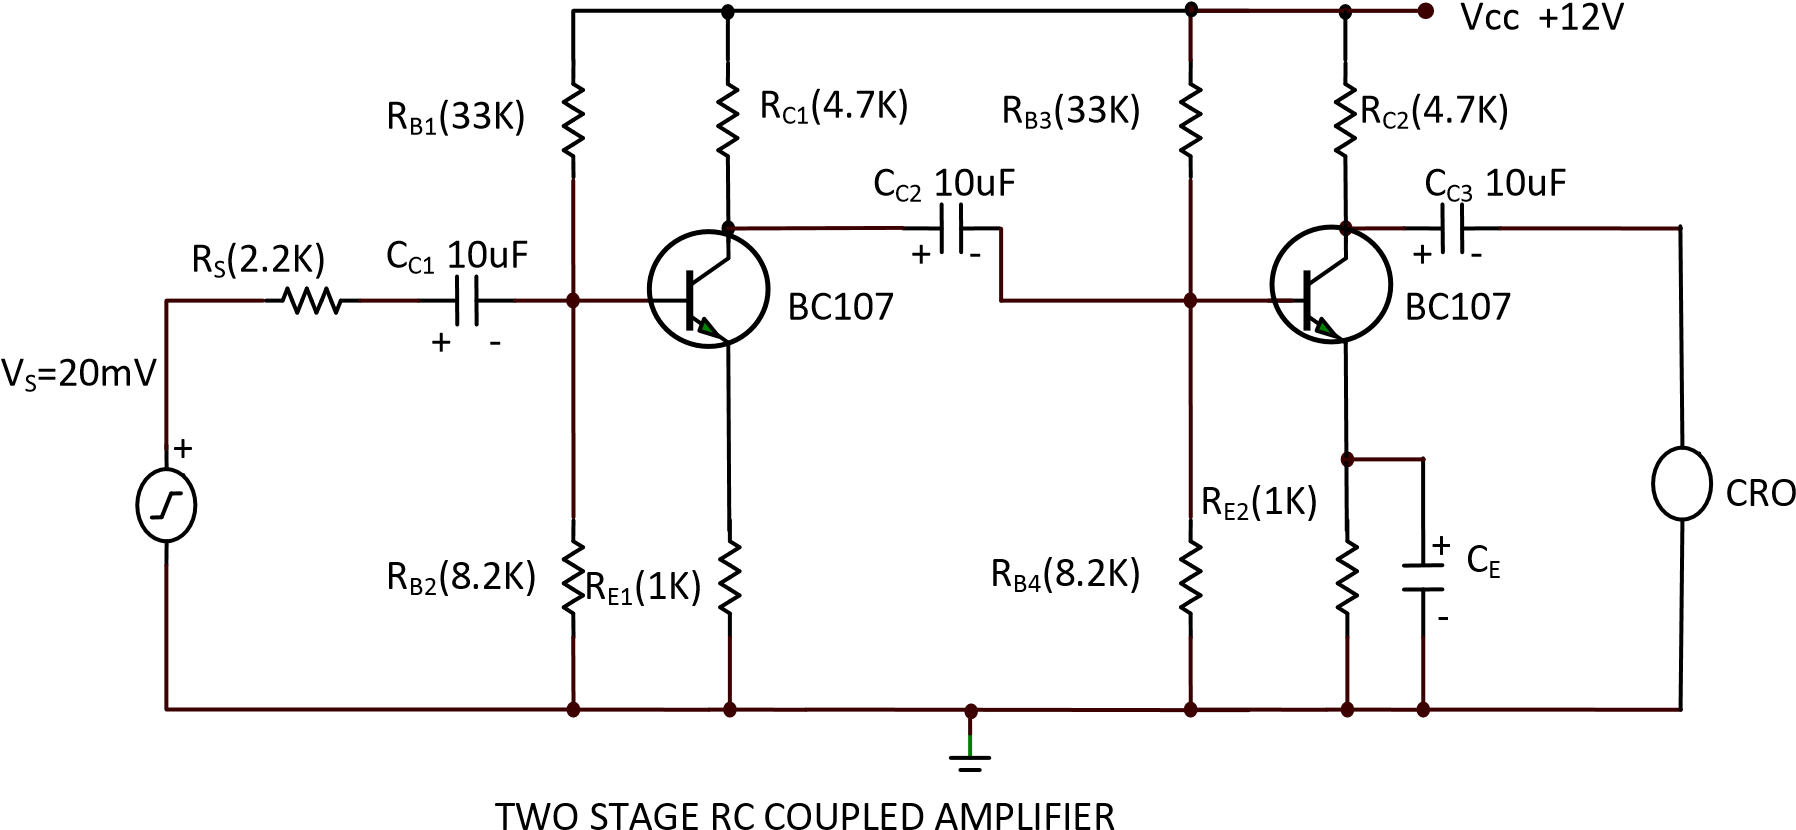 Vcc +12V
RB1(33K)
RC1(4.7K)
RB3(33K)
RC2(4.7K)
CC2 10uF
CC3 10uF
RS(2.2K)
CC1 10uF
+ -
+ -
BC107
BC107
+ -
VS=20mV
+
CRO
RE2(1K)
RB2(8.2K)
RE1(1K)
RB4(8.2K)
+
CE
-
TWO STAGE RC COUPLED AMPLIFIER